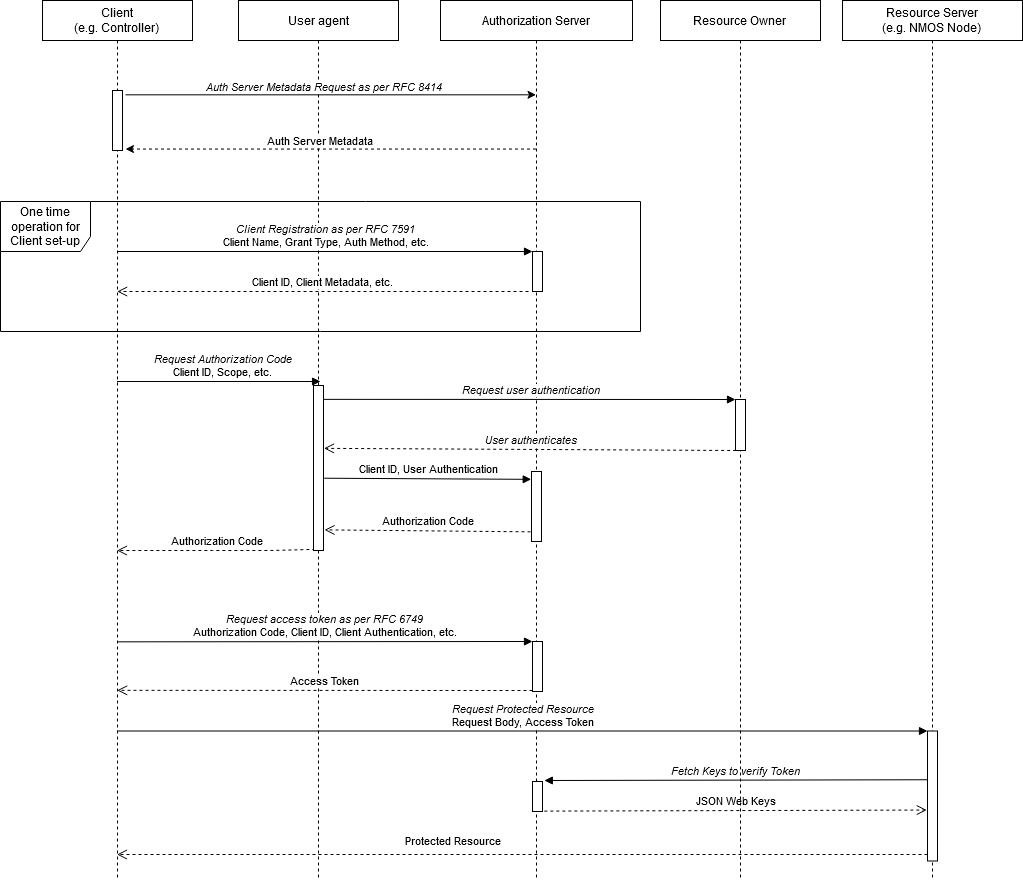 Client
(e.g. Controller)
User agent
Authorization Server
Resource Owner
Resource Server
(e.g. NMOS Node)
Auth Server Metadata Request as per RFC 8414
Auth Server Metadata
One time
operation for
Client set-up
Client Registration as per RFC 7591
Client Name, Grant Type, Auth Method, etc.
Client ID, Client Metadata, etc.
Request Authorization Code
Client ID, Scope, etc.
Request user authentication
User authenticates
Client ID, User Authentication
Authorization Code
Authorization Code
Request access token as per RFC 6749
Authorization Code, Client ID, Client Authentication, etc.
Access Token
Request Protected Resource
Request Body, Access Token
Fetch Keys to verify Token
JSON Web Keys
Protected Resource